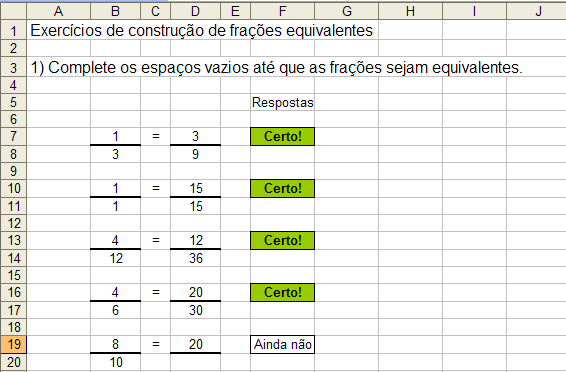 A B C D E F G H I J
1 Exercícios de construção de frações equivalentes
2
3 1) Complete os espaços vazios até que as frações sejam equivalentes.
4
5 Respostas
6
7 1 = 3 Certo!
8 3 9
9
10 1 = 15 Certo!
11 1 15
12
13 4 = 12 Certo!
14 12 36
15
16 4 = 20 Certo!
17 6 30
18
19 8 = 20 Ainda não
20 10